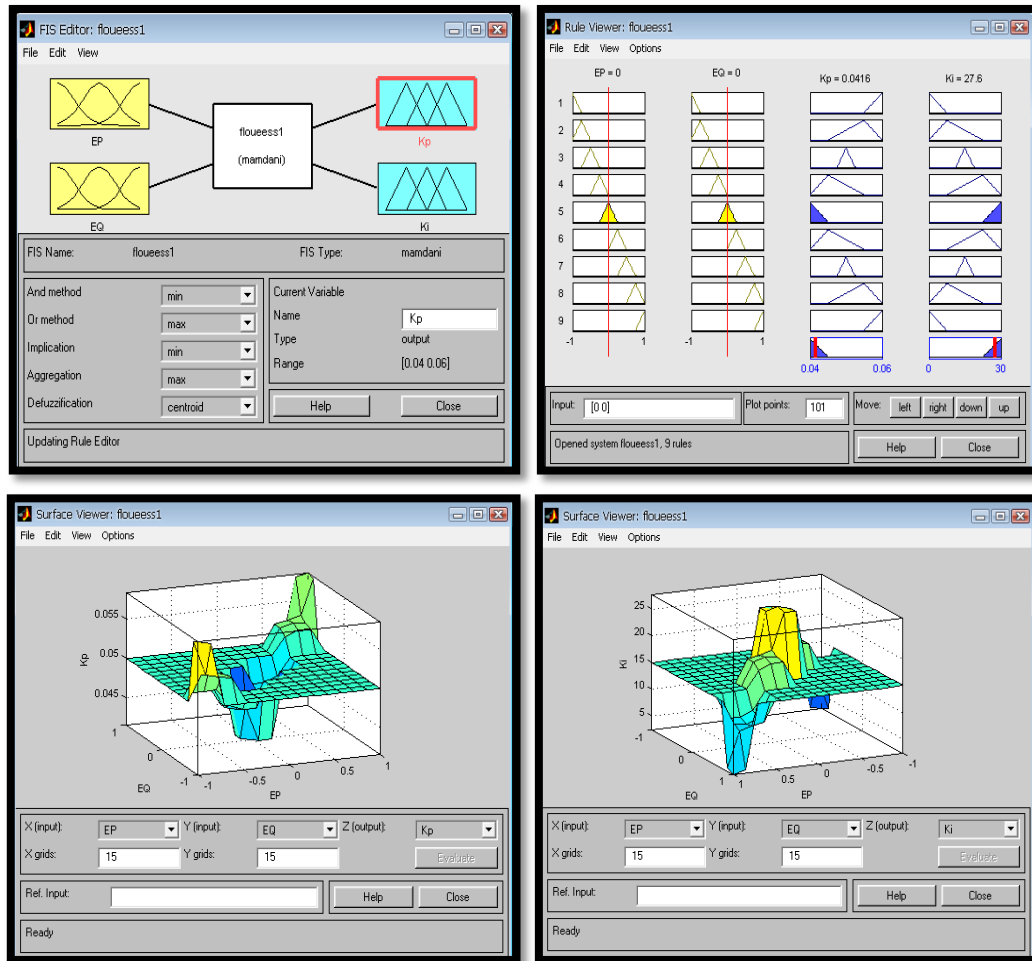 FIS Editor: floueess1
File Edit View
EP
EQ
floueess1
(mamdani)
Kp
Ki
FIS Name: floueess1 FIS Type: mamdani
And method min
Or method max
Implication min
Aggregation max
Defuzzification centroid
Current Variable
Name Kp
Type output
Range [0.04 0.06]
Help Close
Updating Rule Editor
Rule Viewer: floueess1
File Edit View Options
EP = 0 EQ = 0 Kp = 0.0416 Ki = 27.6
1
2
3
4
5
6
7
8
9
-1 1 -1 1
0.04 0.06 0 30
Input: [0 0] Plot points: 101 Move: left right down up
Opened system floueess1, 9 rules Help Close
Surface Viewer: floueess1
File Edit View Options
0.055
0.05
0.045
Kp
1
0
-1
EQ
-1 -0.5 0 0.5 1
EP
X (input): EP Y (input): EQ Z (output): Kp
X grids: 15 Y grids: 15 Evaluate
Ref. Input: Help Close
Ready
Surface Viewer: floueess1
File Edit View Options
25
20
15
10
5
Ki
-1
0
1
EQ
1 0.5 0 -0.5 -1
EP
X (input): EP Y (input): EQ Z (output): Ki
X grids: 15 Y grids: 15 Evaluate
Ref. Input: Help Close
Ready